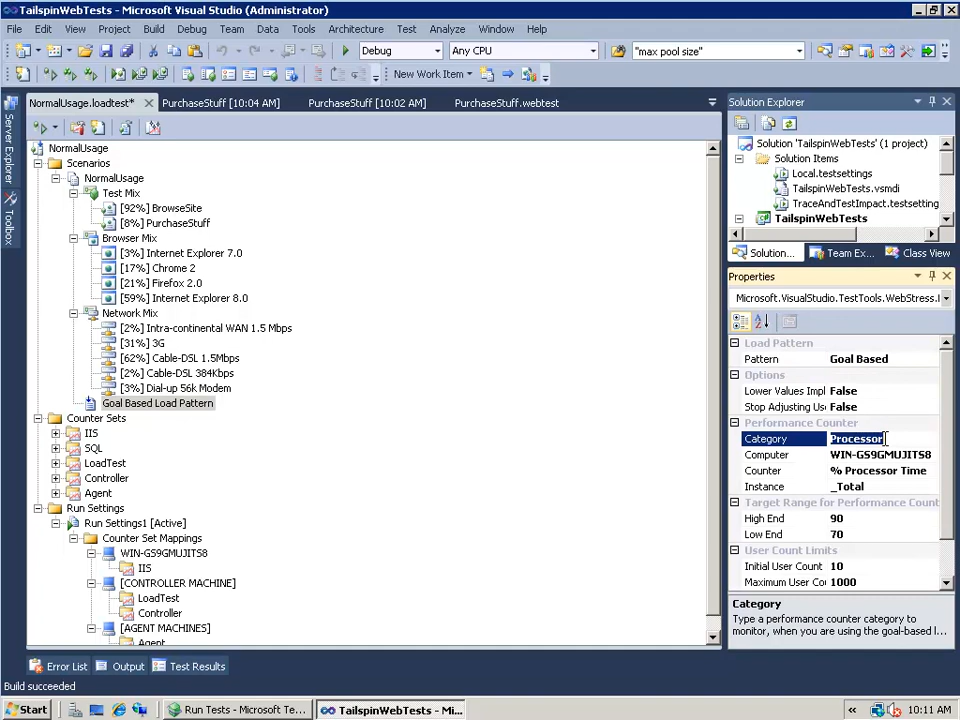 TailspinWebTests - Microsoft Visual Studio (Administrator)
File Edit View Project Build Debug Team Data Tools Architecture Test Analyze Window Help
Debug Any CPU "max pool size"
New Work Item
NormalUsage.loadtest* PurchaseStuff [10:04 AM] PurchaseStuff [10:02 AM] PurchaseStuff.webtest
Server Explorer
Toolbox
NormalUsage
Scenarios
NormalUsage
Test Mix
[92%] BrowseSite
[8%] PurchaseStuff
Browser Mix
[3%] Internet Explorer 7.0
[17%] Chrome 2
[21%] Firefox 2.0
[59%] Internet Explorer 8.0
Network Mix
[2%] Intra-continental WAN 1.5 Mbps
[31%] 3G
[62%] Cable-DSL 1.5Mbps
[2%] Cable-DSL 384Kbps
[3%] Dial-up 56k Modem
Goal Based Load Pattern
Counter Sets
IIS
SQL
LoadTest
Controller
Agent
Run Settings
Run Settings1 [Active]
Counter Set Mappings
WIN-GS9GMUJITS8
IIS
[CONTROLLER MACHINE]
LoadTest
Controller
[AGENT MACHINES]
Agent
Solution Explorer
Solution 'TailspinWebTests' (1 project)
Solution Items
Local.testsettings
TailspinWebTests.vsmdi
TraceAndTestImpact.testsetting
TailspinWebTests
Solution... Team Ex... Class View
Properties
Microsoft.VisualStudio.TestTools.WebStress.
Load Pattern
Pattern Goal Based
Options
Lower Values Impl False
Stop Adjusting Use False
Performance Counter
Category Processor
Computer WIN-GS9GMUJITS8
Counter % Processor Time
Instance _Total
Target Range for Performance Count
High End 90
Low End 70
User Count Limits
Initial User Count 10
Maximum User Cou 1000
Category
Type a performance counter category to
monitor, when you are using the goal-based l...
Error List Output Test Results
Build succeeded
Start Run Tests - Microsoft Te... TailspinWebTests - Mi... 10:11 AM